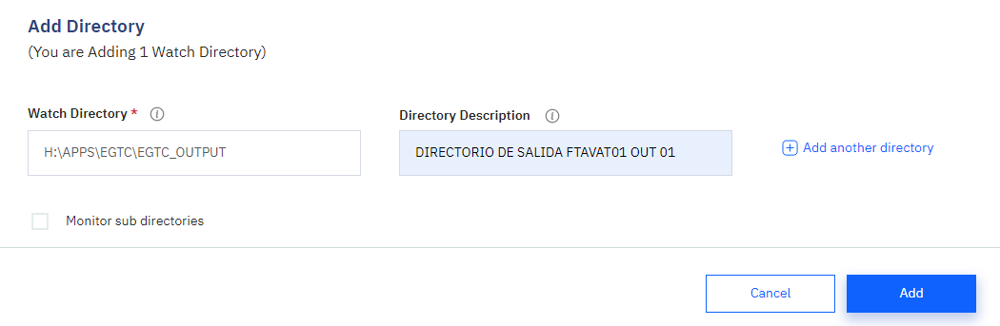 Add Directory
(You are Adding 1 Watch Directory)
Watch Directory *
Directory Description
H:\APPS\EGTC\EGTC_OUTPUT
DIRECTORIO DE SALIDA FTAVAT01 OUT 01
Add another directory
Monitor sub directories
Cancel
Add